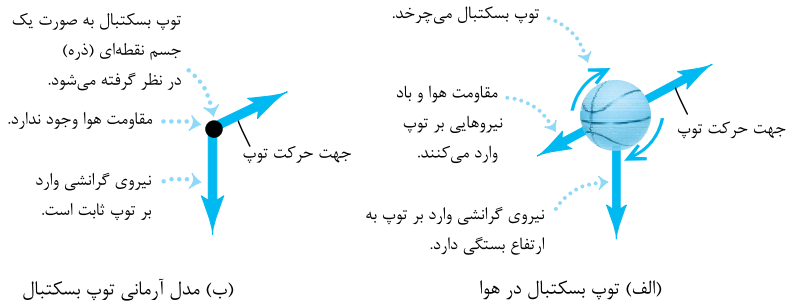 توپ بسکتبال می‌چرخد.
مقاومت هوا و باد
نیروهایی بر توپ
وارد می‌کنند.
جهت حرکت توپ
نیروی گرانشی وارد بر توپ به
ارتفاع بستگی دارد.
(الف) توپ بسکتبال در هوا
توپ بسکتبال به صورت یک
جسم نقطه‌ای (ذره)
در نظر گرفته می‌شود.
مقاومت هوا وجود ندارد.
جهت حرکت توپ
نیروی گرانشی وارد
بر توپ ثابت است.
(ب) مدل آرمانی توپ بسکتبال